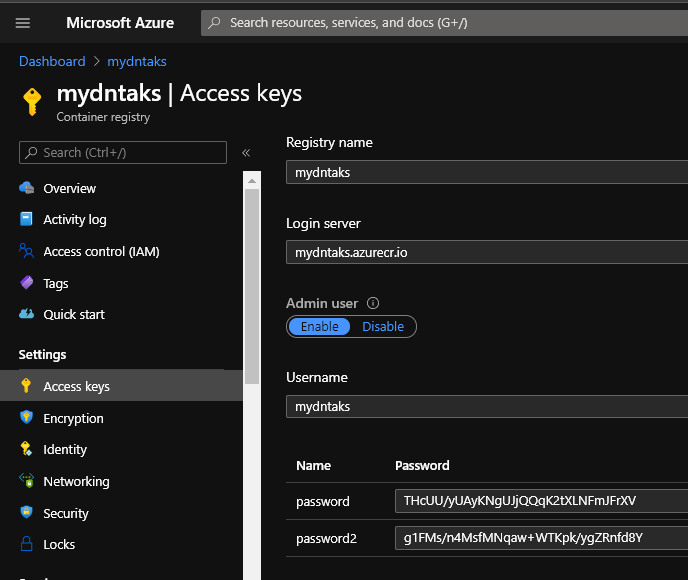 Microsoft Azure
Search resources, services, and docs (G+/)
Dashboard > mydntaks
mydntaks | Access keys
Container registry
Search (Ctrl+/)
«
Overview
Activity log
Access control (IAM)
Tags
Quick start
Settings
Access keys
Encryption
Identity
Networking
Security
Locks
Registry name
mydntaks
Login server
mydntaks.azurecr.io
Admin user
Enable Disable
Username
mydntaks
Name Password
password THcUU/yUAyKNgUJjQQqK2tXLNFmJFrXV
password2 g1FMs/n4MsfMNqaw+WTKpk/ygZRnfd8Y